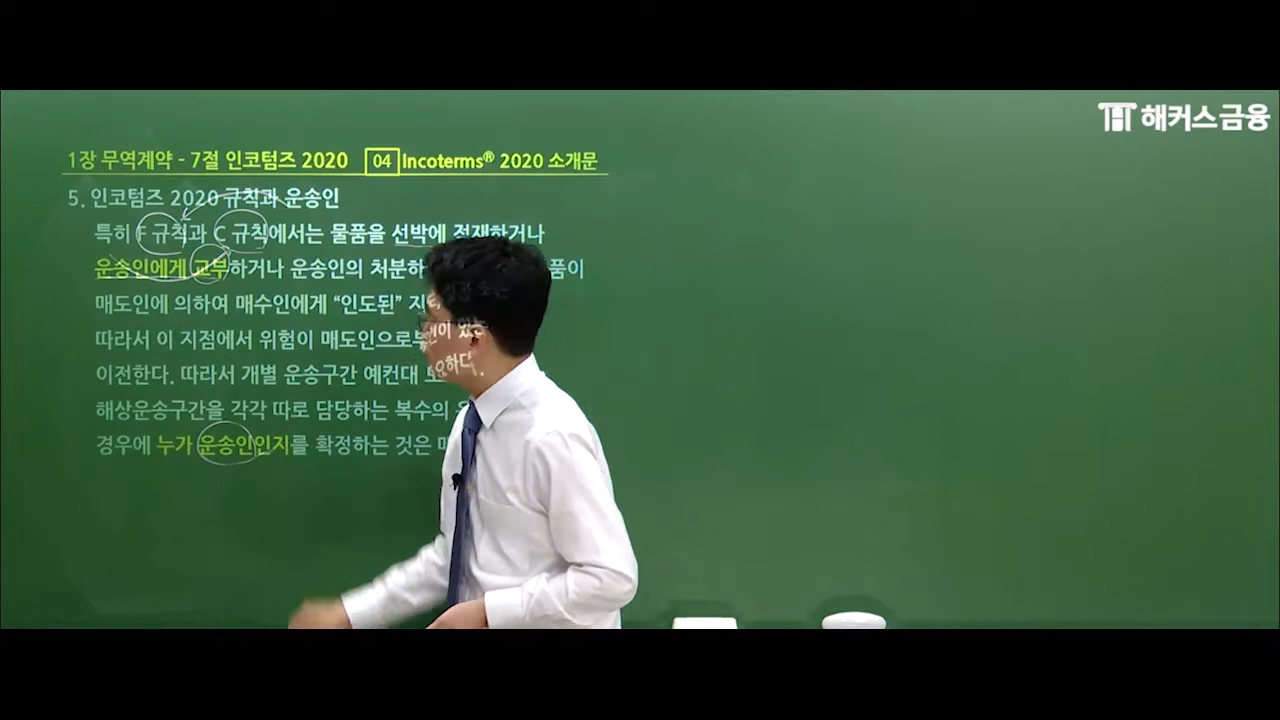 해커스금융
1장 무역계약 - 7절 인코텀즈 2020 04 Incoterms® 2020 소개문
5. 인코텀즈 2020 규칙과 운송인
특히 F 규칙과 C 규칙에서는 물품을 선박에 적재하거나
운송인에게 교부하거나 운송인의 품이
매도인에 의하여 매수인에게 “인도된”
따라서 이 지점에서 위험이 매도인으로부
이전한다. 따라서 개별 운송구간 예컨대
해상운송구간을 각각 따로 담당하는 복수의
경우에 누가 운송인인지를 확정하는 것은